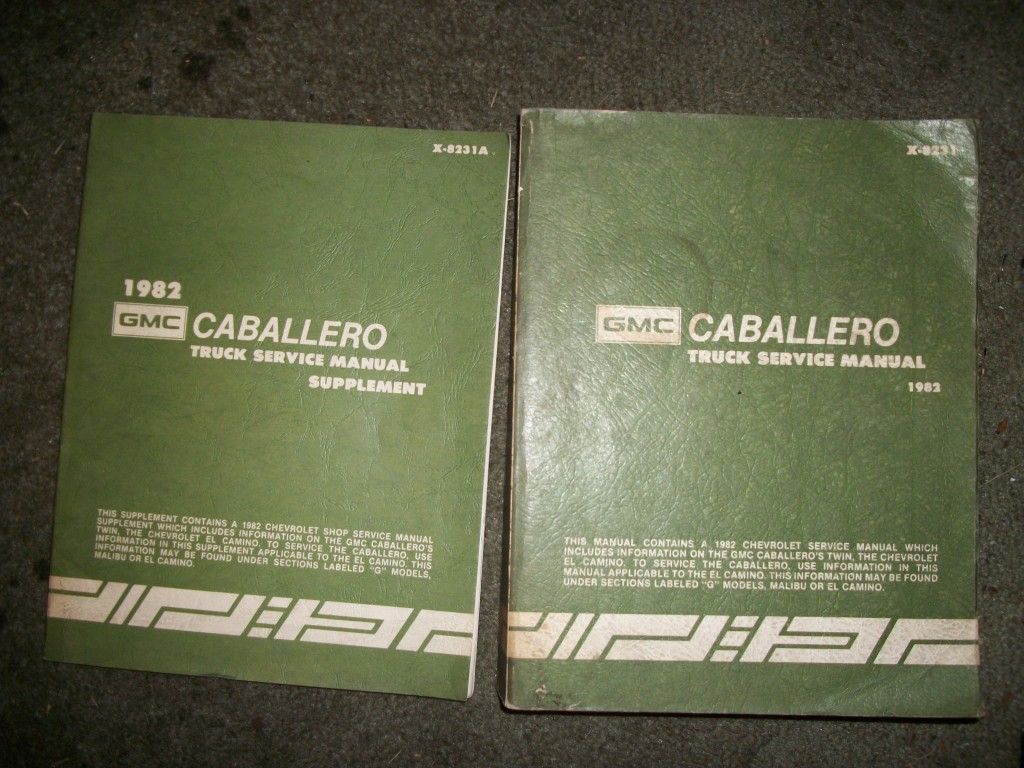 X-8231A
1982
GMC CABALLERO
TRUCK SERVICE MANUAL
SUPPLEMENT
THIS SUPPLEMENT CONTAINS A 1982 CHEVROLET SHOP SERVICE MANUAL
SUPPLEMENT WHICH INCLUDES INFORMATION ON THE GMC CABALLERO'S
TWIN, THE CHEVROLET EL CAMINO. TO SERVICE THE CABALLERO, USE
INFORMATION IN THIS SUPPLEMENT APPLICABLE TO THE EL CAMINO. THIS
INFORMATION MAY BE FOUND UNDER SECTIONS LABELED "G" MODELS,
MALIBU OR EL CAMINO.
X-8231
GMC CABALLERO
TRUCK SERVICE MANUAL
1982
THIS MANUAL CONTAINS A 1982 CHEVROLET SERVICE MANUAL WHICH
INCLUDES INFORMATION ON THE GMC CABALLERO'S TWIN, THE CHEVROLET
EL CAMINO. TO SERVICE THE CABALLERO, USE INFORMATION IN THIS
MANUAL APPLICABLE TO THE EL CAMINO. THIS INFORMATION MAY BE FOUND
UNDER SECTIONS LABELED "G" MODELS, MALIBU OR EL CAMINO.